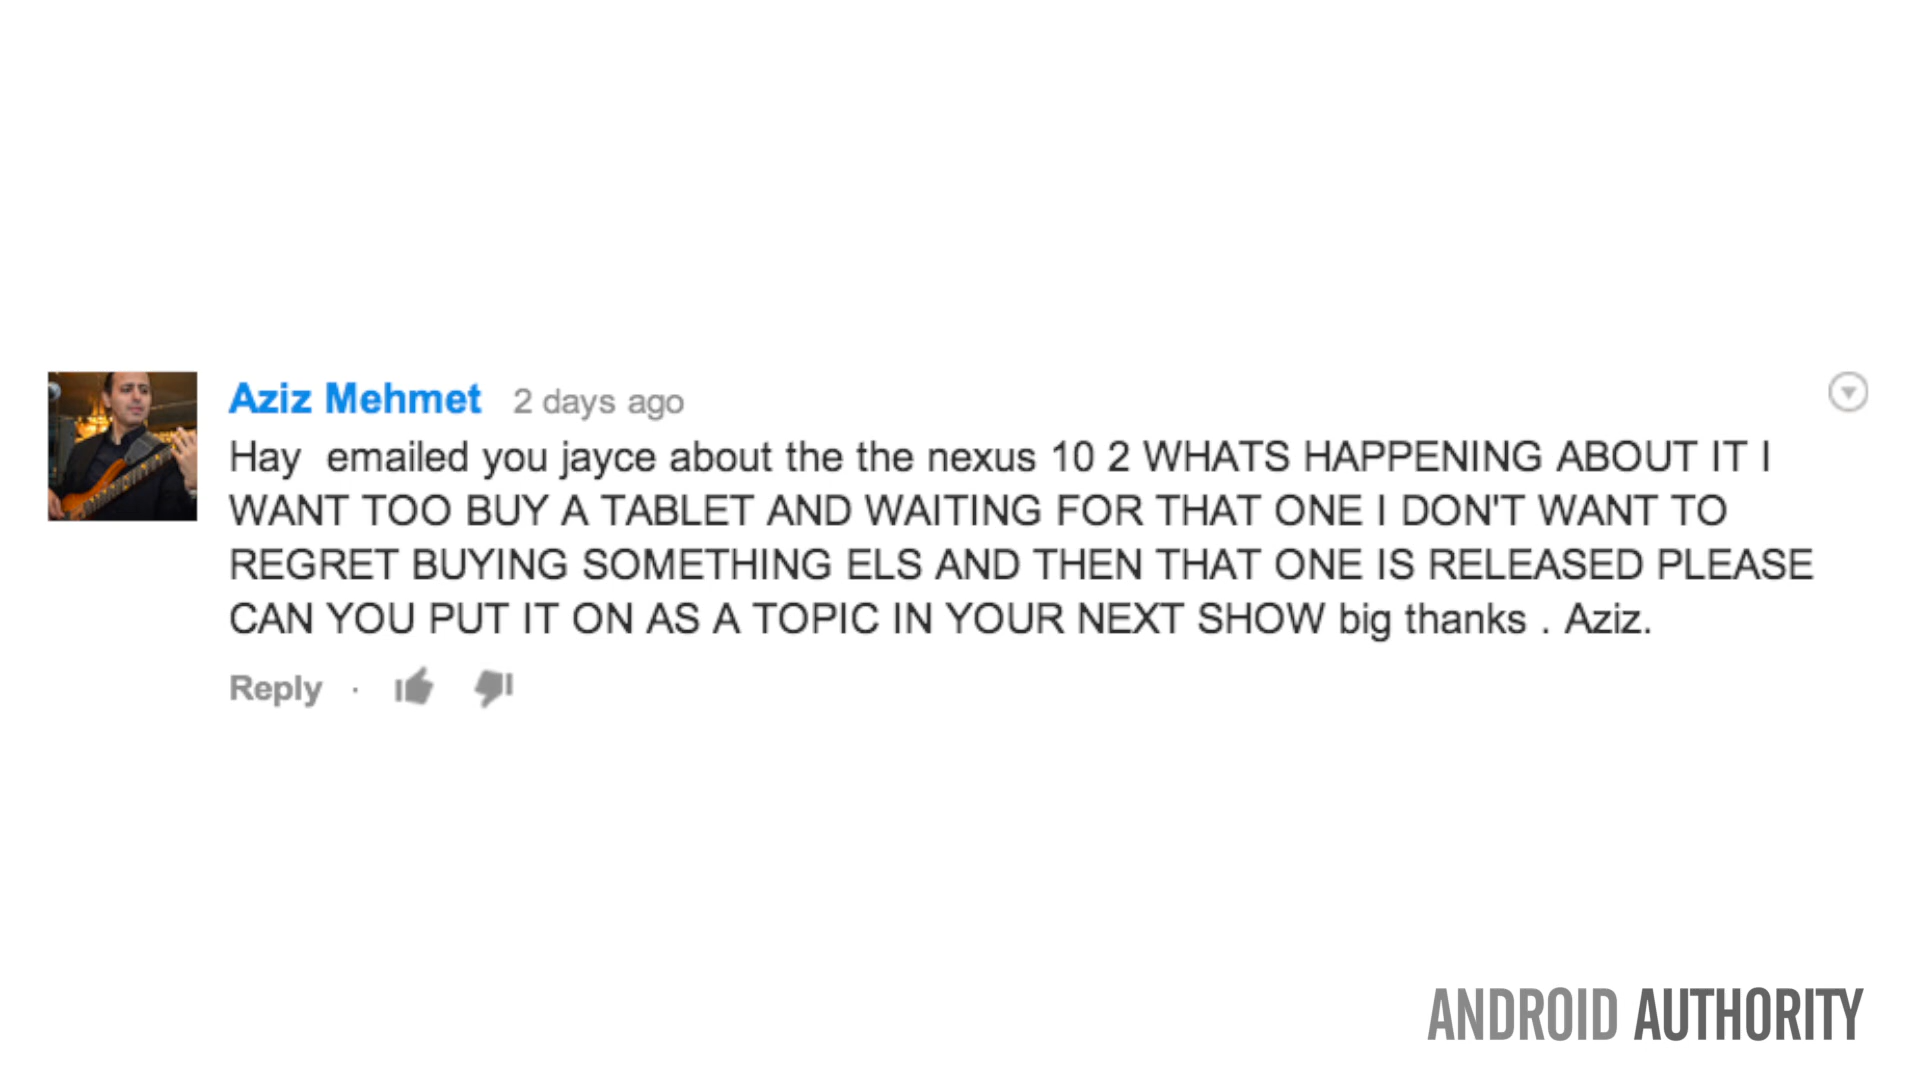 Aziz Mehmet 2 days ago
Hay  emailed you jayce about the the nexus 10 2 WHATS HAPPENING ABOUT IT I
WANT TOO BUY A TABLET AND WAITING FOR THAT ONE I DON'T WANT TO
REGRET BUYING SOMETHING ELS AND THEN THAT ONE IS RELEASED PLEASE
CAN YOU PUT IT ON AS A TOPIC IN YOUR NEXT SHOW big thanks . Aziz.
Reply ·
ANDROID AUTHORITY